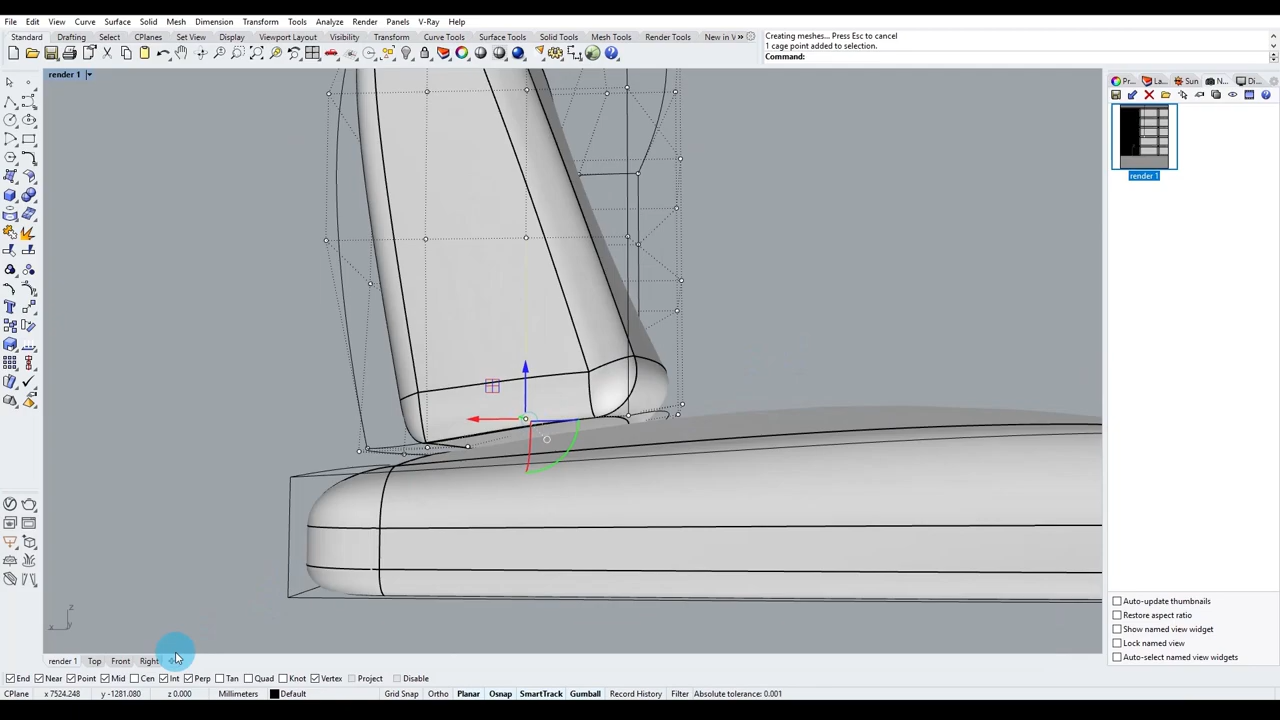 File Edit View Curve Surface Solid Mesh Dimension Transform Tools Analyze Render Panels V-Ray Help
Creating meshes... Press Esc to cancel
1 cage point added to selection.
Standard Drafting Select CPlanes Set View Display Viewport Layout Visibility Transform Curve Tools Surface Tools Solid Tools Mesh Tools Render Tools New in V
Command:
render 1
Pr... La... Sun N... Di...
render 1
z
x
y
Auto-update thumbnails
Restore aspect ratio
Show named view widget
Lock named view
Auto-select named view widgets
render 1 Top Front Right
End Near Point Mid Cen Int Perp Tan Quad Knot Vertex Project Disable
CPlane x 7524.248 y -1281.080 z 0.000 Millimeters Default Grid Snap Ortho Planar Osnap SmartTrack Gumball Record History Filter Absolute tolerance: 0.001